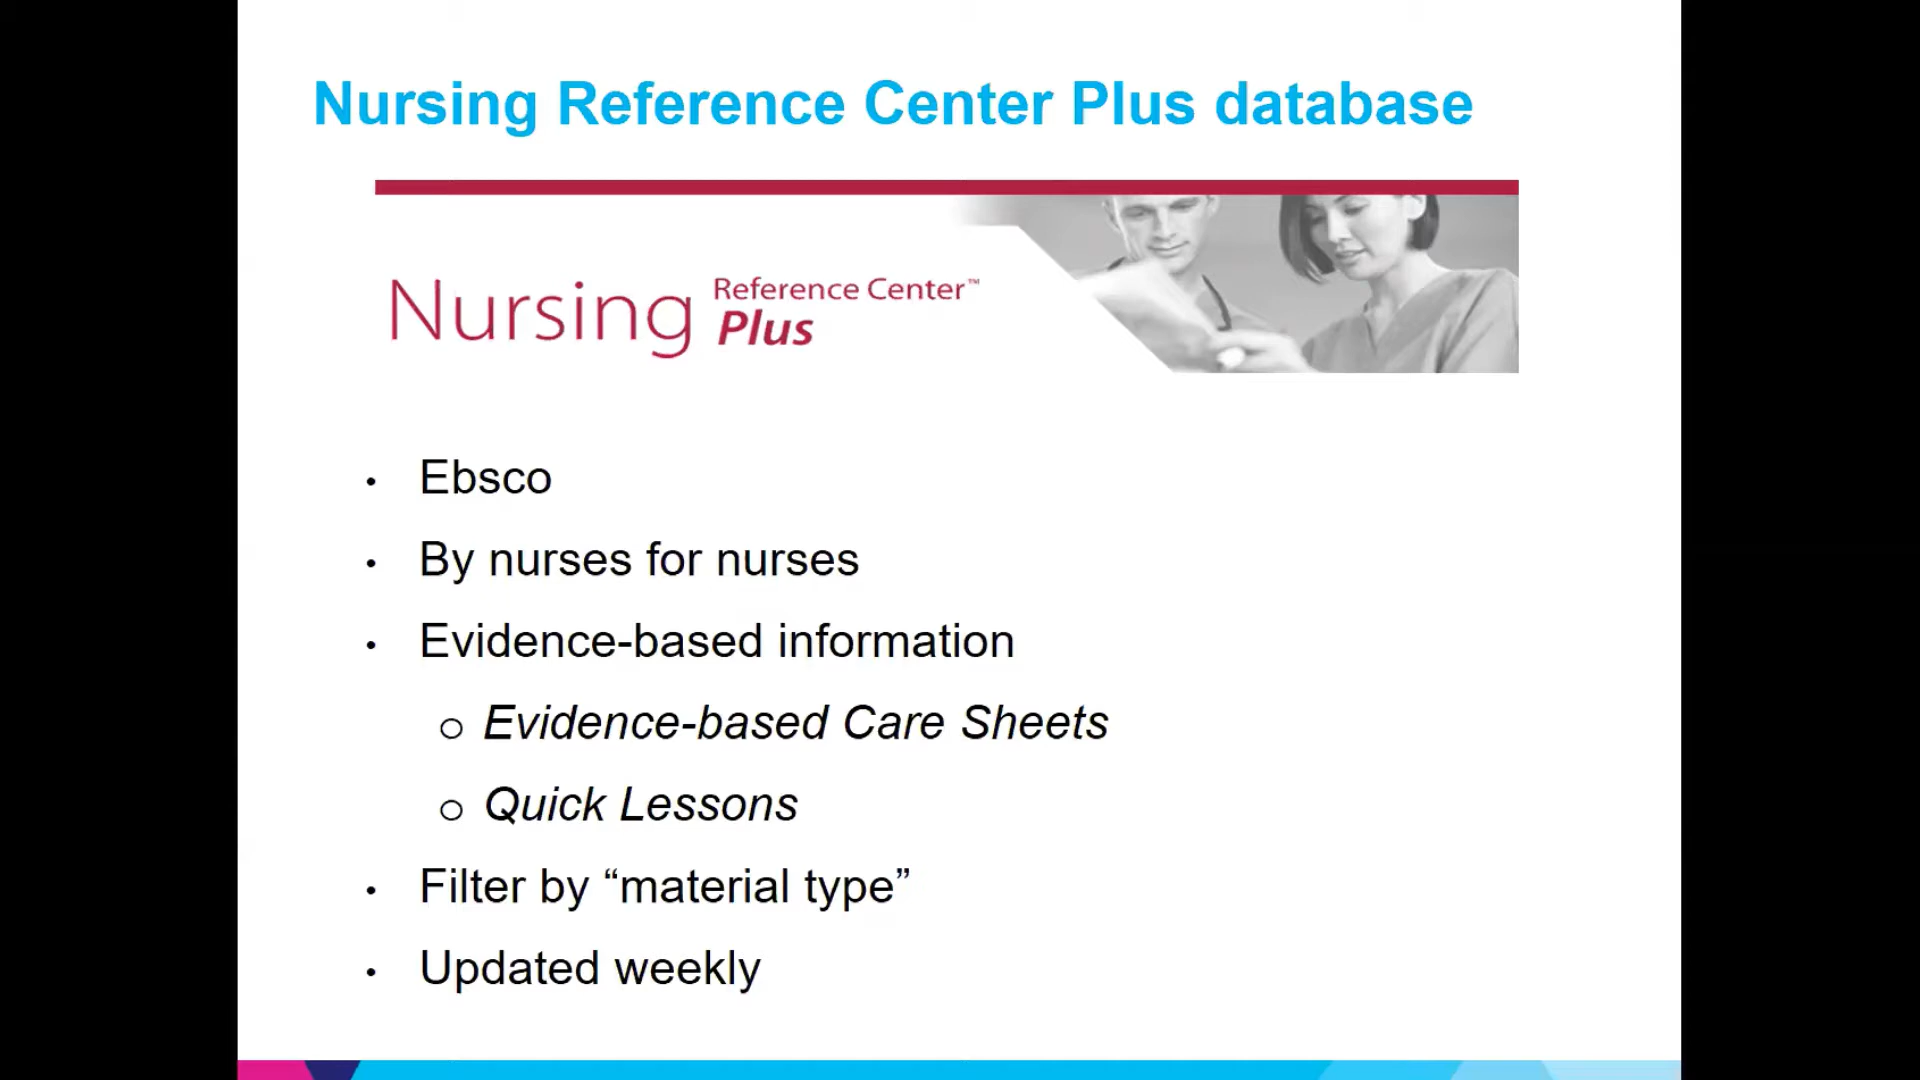 Nursing Reference Center Plus database
Nursing Reference Center™
Plus
• Ebsco
• By nurses for nurses
• Evidence-based information
o Evidence-based Care Sheets
o Quick Lessons
• Filter by “material type”
• Updated weekly